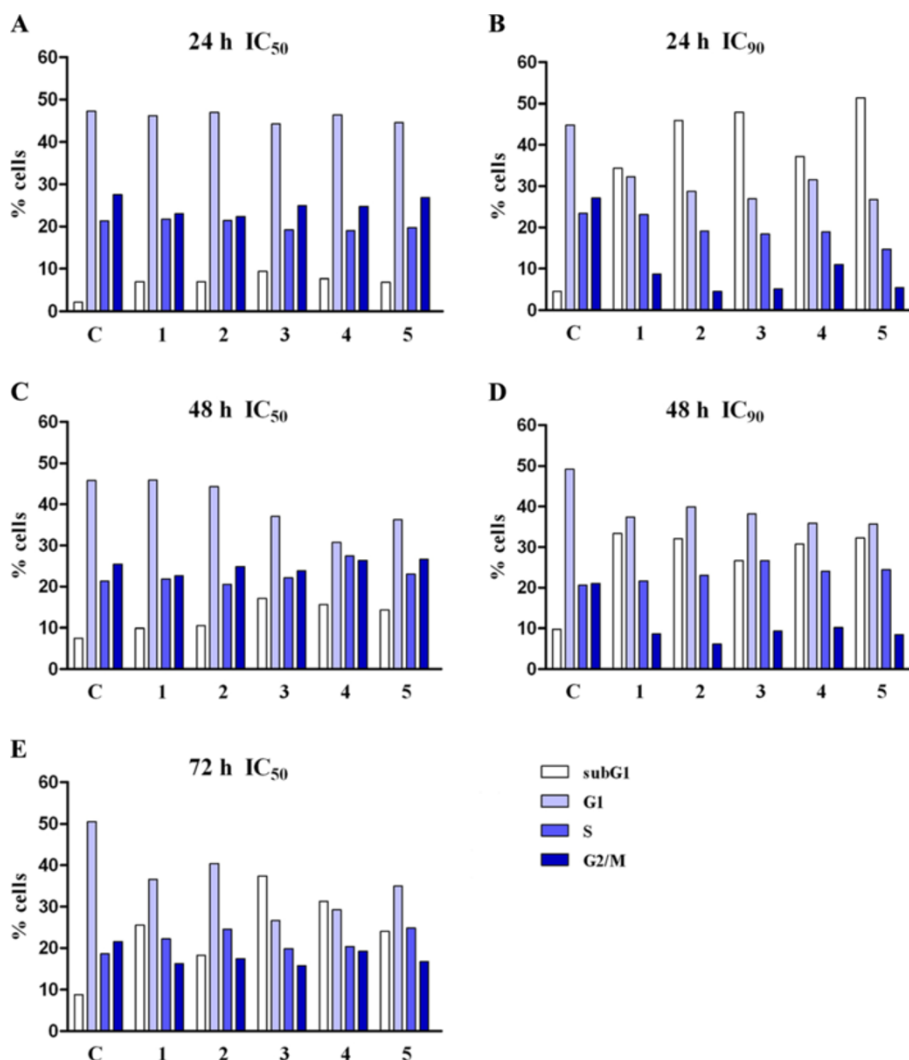 A
24 h IC50
% cells
60
50
40
30
20
10
0
C 1 2 3 4 5
B
24 h IC90
% cells
60
50
40
30
20
10
0
C 1 2 3 4 5
C
48 h IC50
% cells
60
50
40
30
20
10
0
C 1 2 3 4 5
D
48 h IC90
% cells
60
50
40
30
20
10
0
C 1 2 3 4 5
E
72 h IC50
% cells
60
50
40
30
20
10
0
C 1 2 3 4 5
subG1
G1
S
G2/M